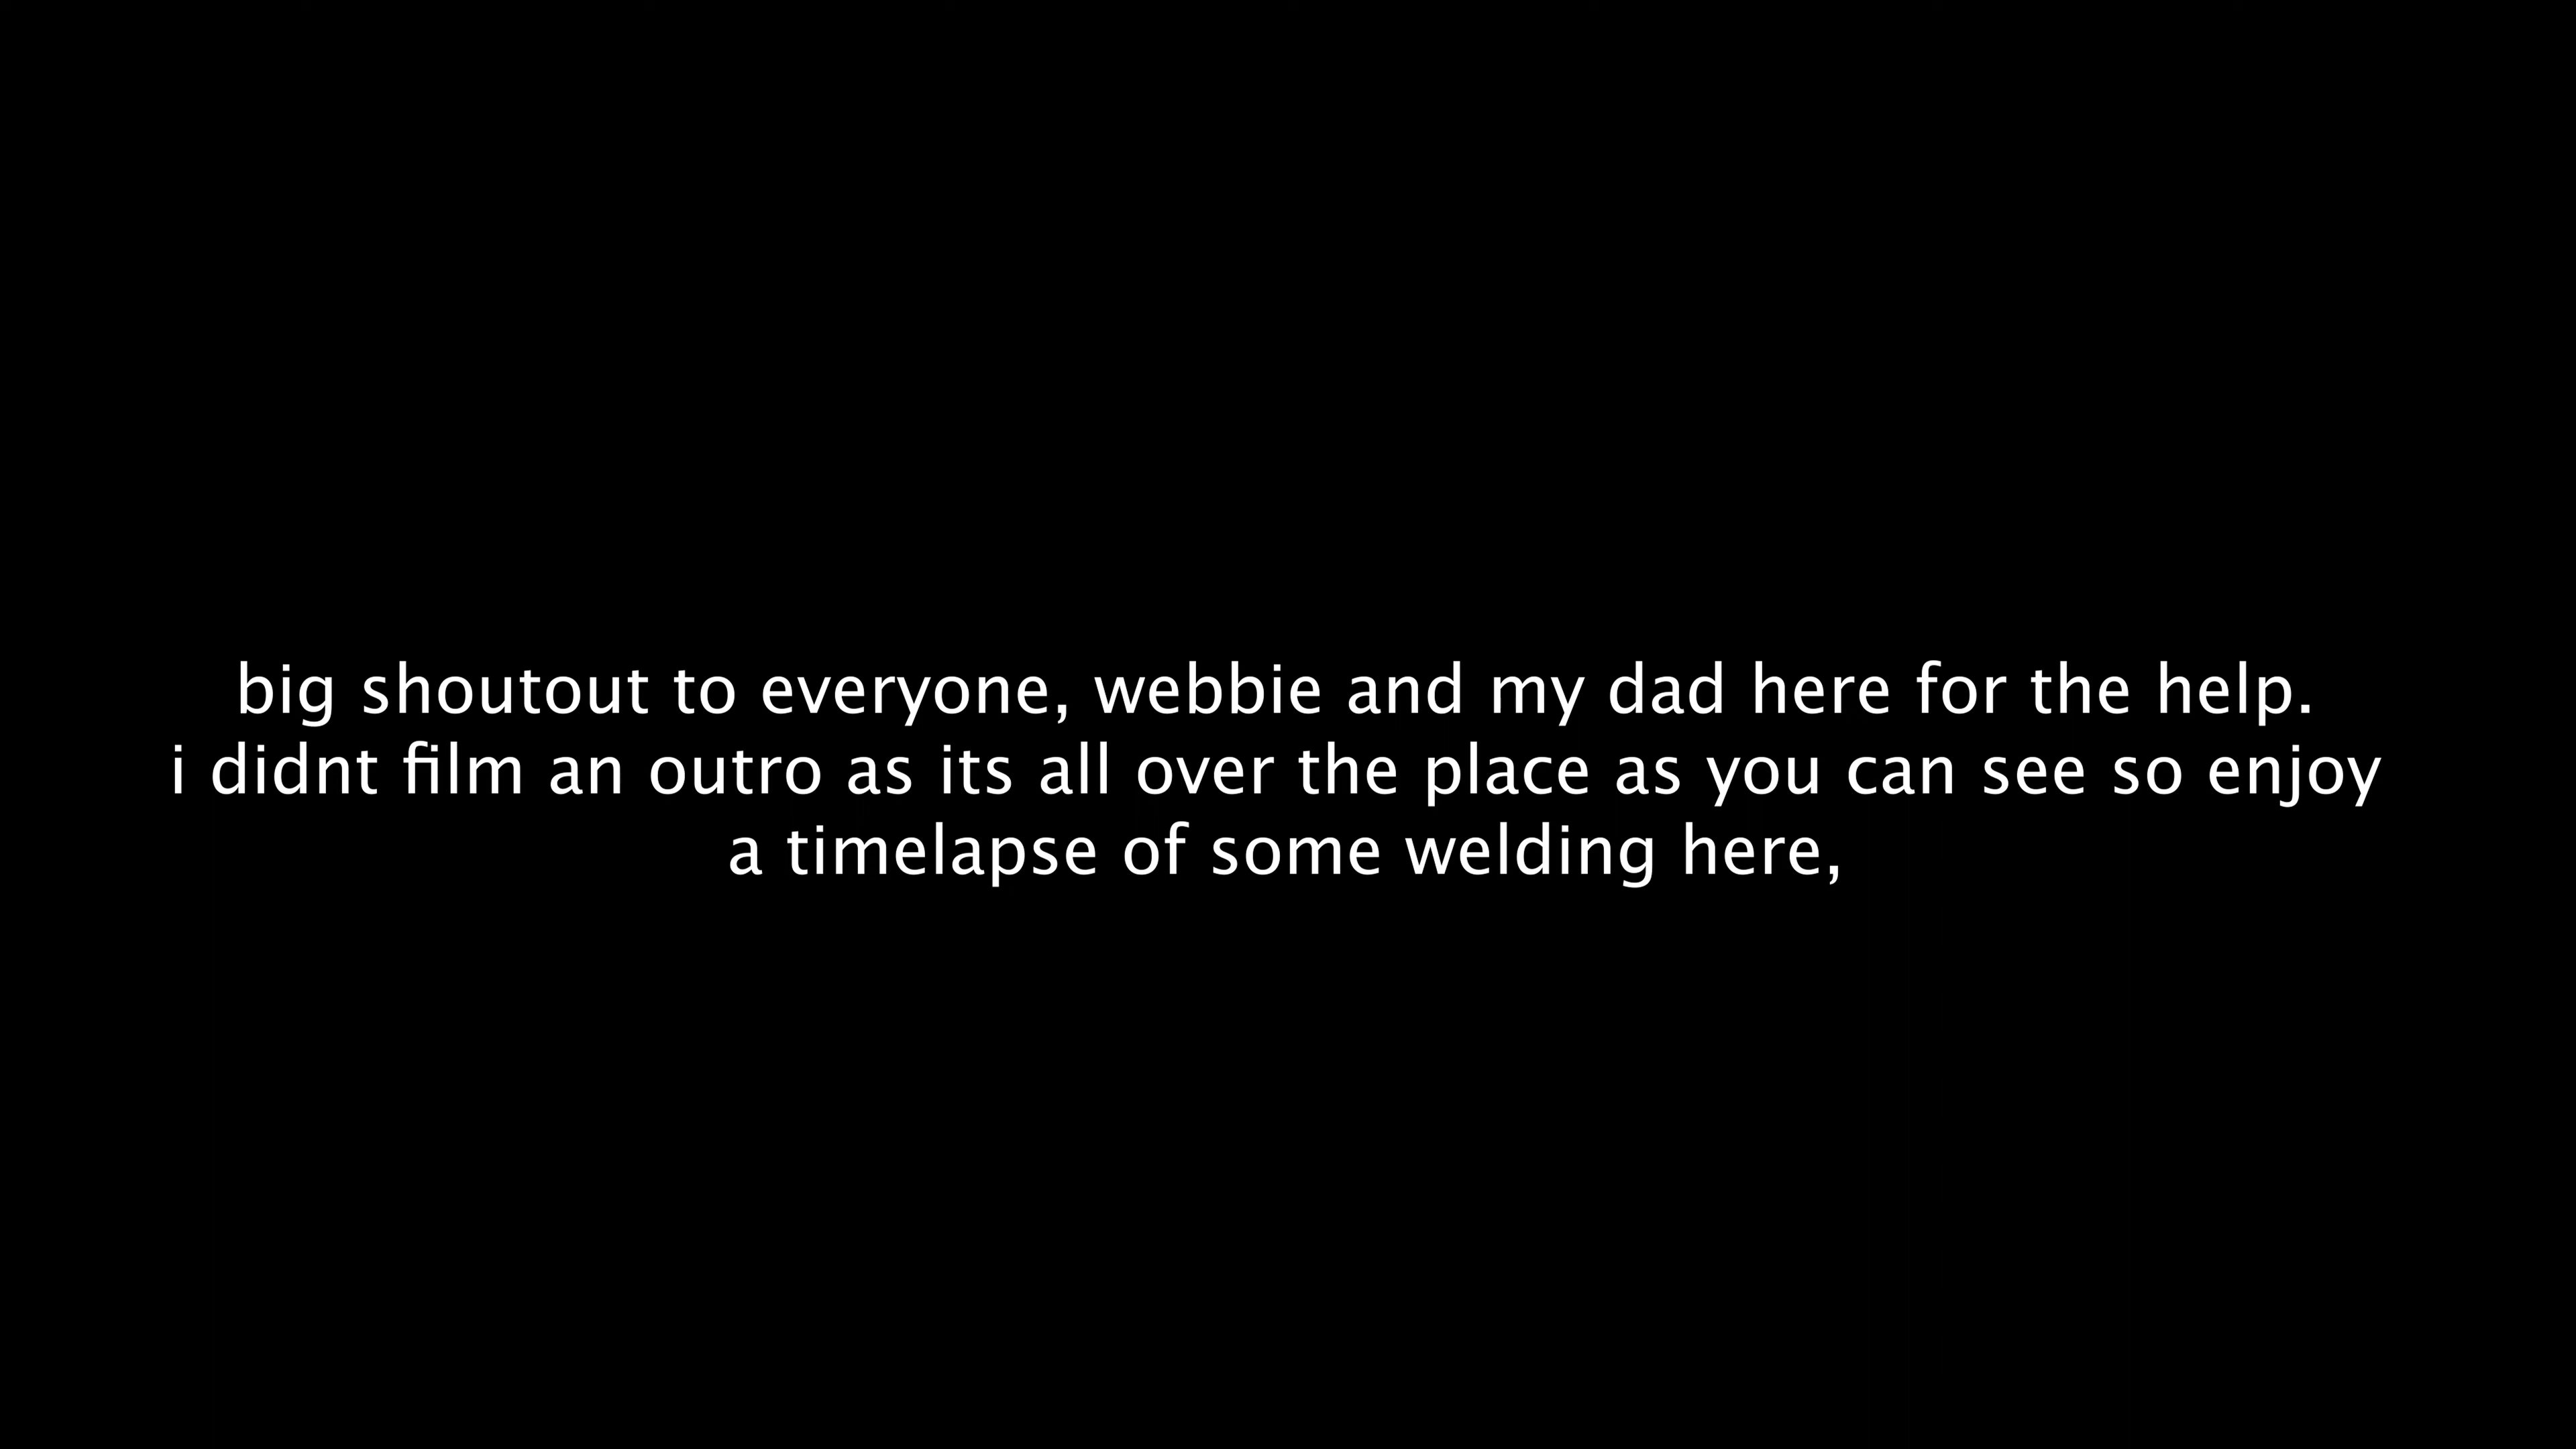 big shoutout to everyone, webbie and my dad here for the help.
i didnt film an outro as its all over the place as you can see so enjoy
a timelapse of some welding here,